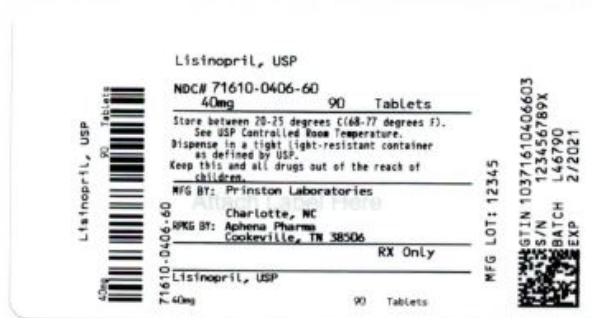 Lisinopril, USP
90 Tablets
40mg
Lisinopril, USP
NDC# 71610-0406-60
40mg 90 Tablets
Store between 20-25 degrees C(68-77 degrees F).
See USP Controlled Room Temperature.
Dispense in a tight light-resistant container
as defined by USP.
Keep this and all drugs out of the reach of
children.
MFG BY: Prinston Laboratories
Attach Label Here
Charlotte, NC
RPKG BY: Aphena Pharma
Cookeville, TN 38506
RX Only
Lisinopril, USP
40mg 90 Tablets
71610-0406-60
MFG LOT: 12345
GTIN 10371610406603
S/N 123456789X
BATCH L46790
EXP 2/2021